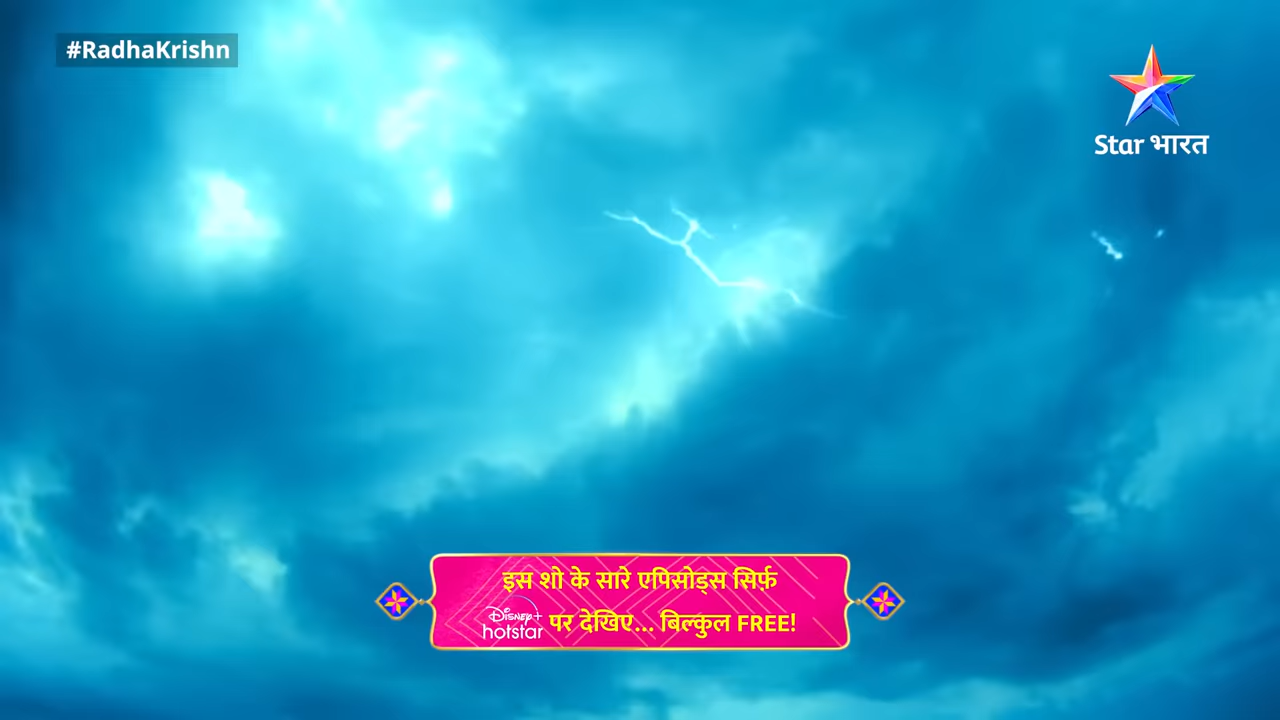 #RadhaKrishn
Star भारत
इस शो के सारे एपिसोड्स सिर्फ़
Disney+ hotstar पर देखिए... बिल्कुल FREE!